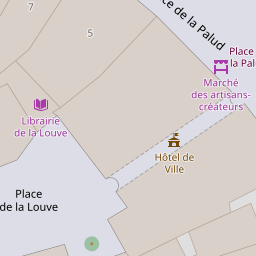 7
5
ce de la Palud
Place
la Pal
Marché
des artisans-
créateurs
Librairie
de la Louve
Hôtel de
Ville
Place
de la Louve